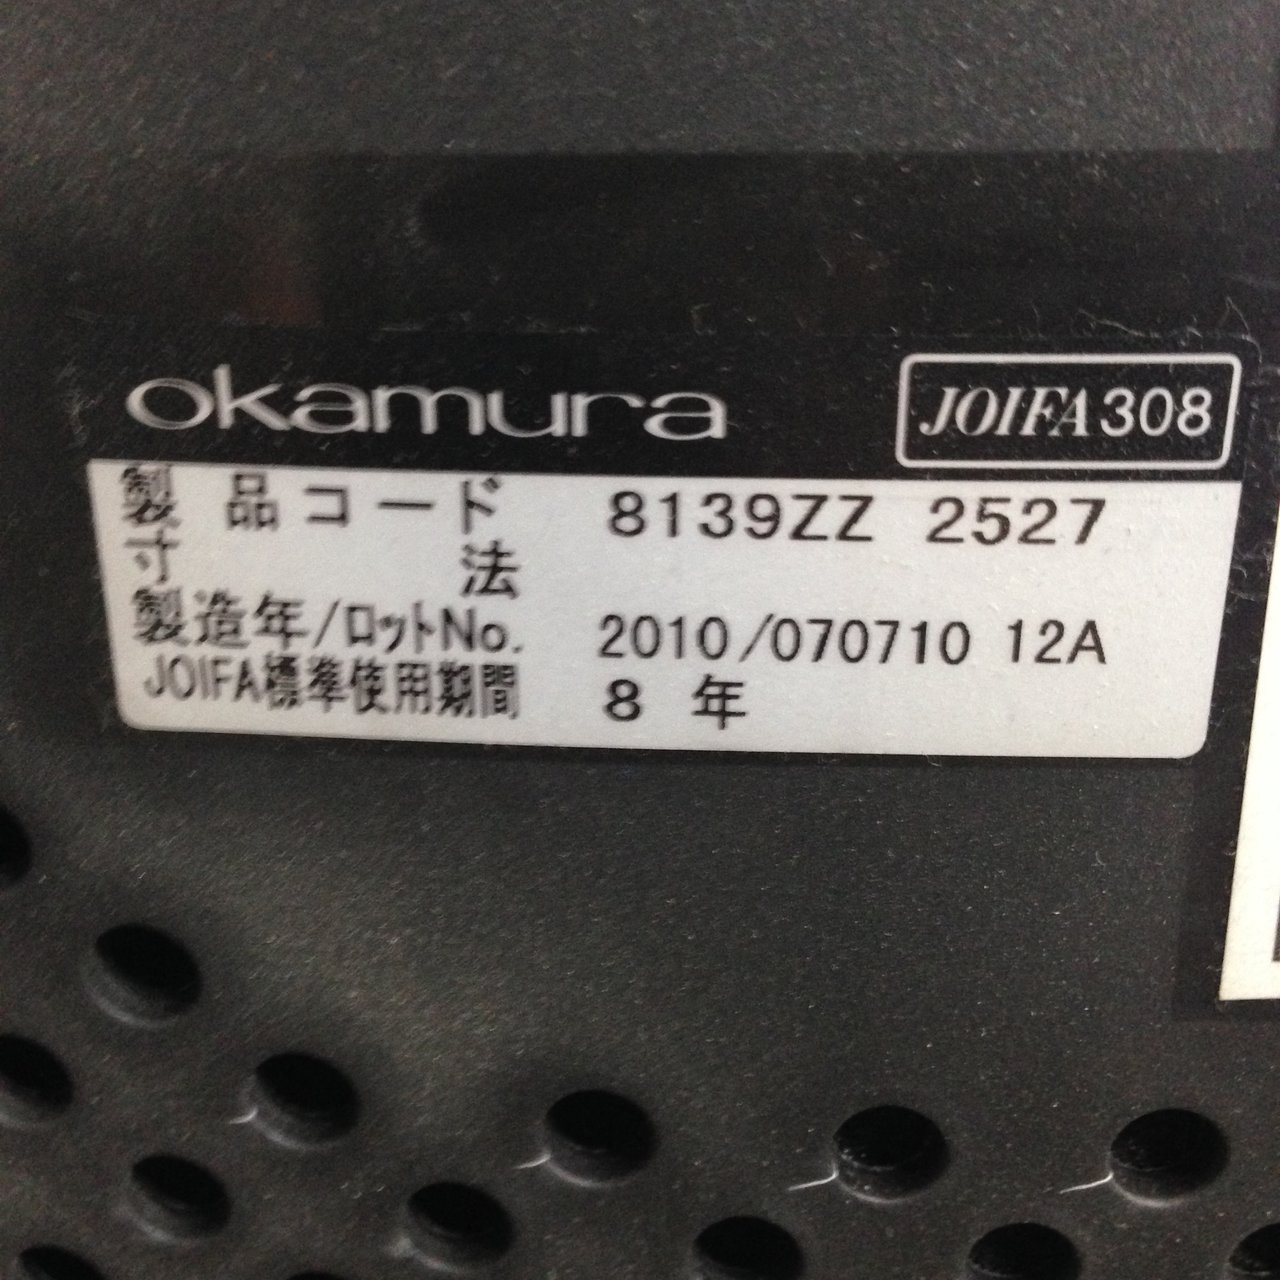 okamura JOIFA308
製品コード 8139ZZ 2527
寸法
製造年/ロットNo. 2010/070710 12A
JOIFA標準使用期間 8年